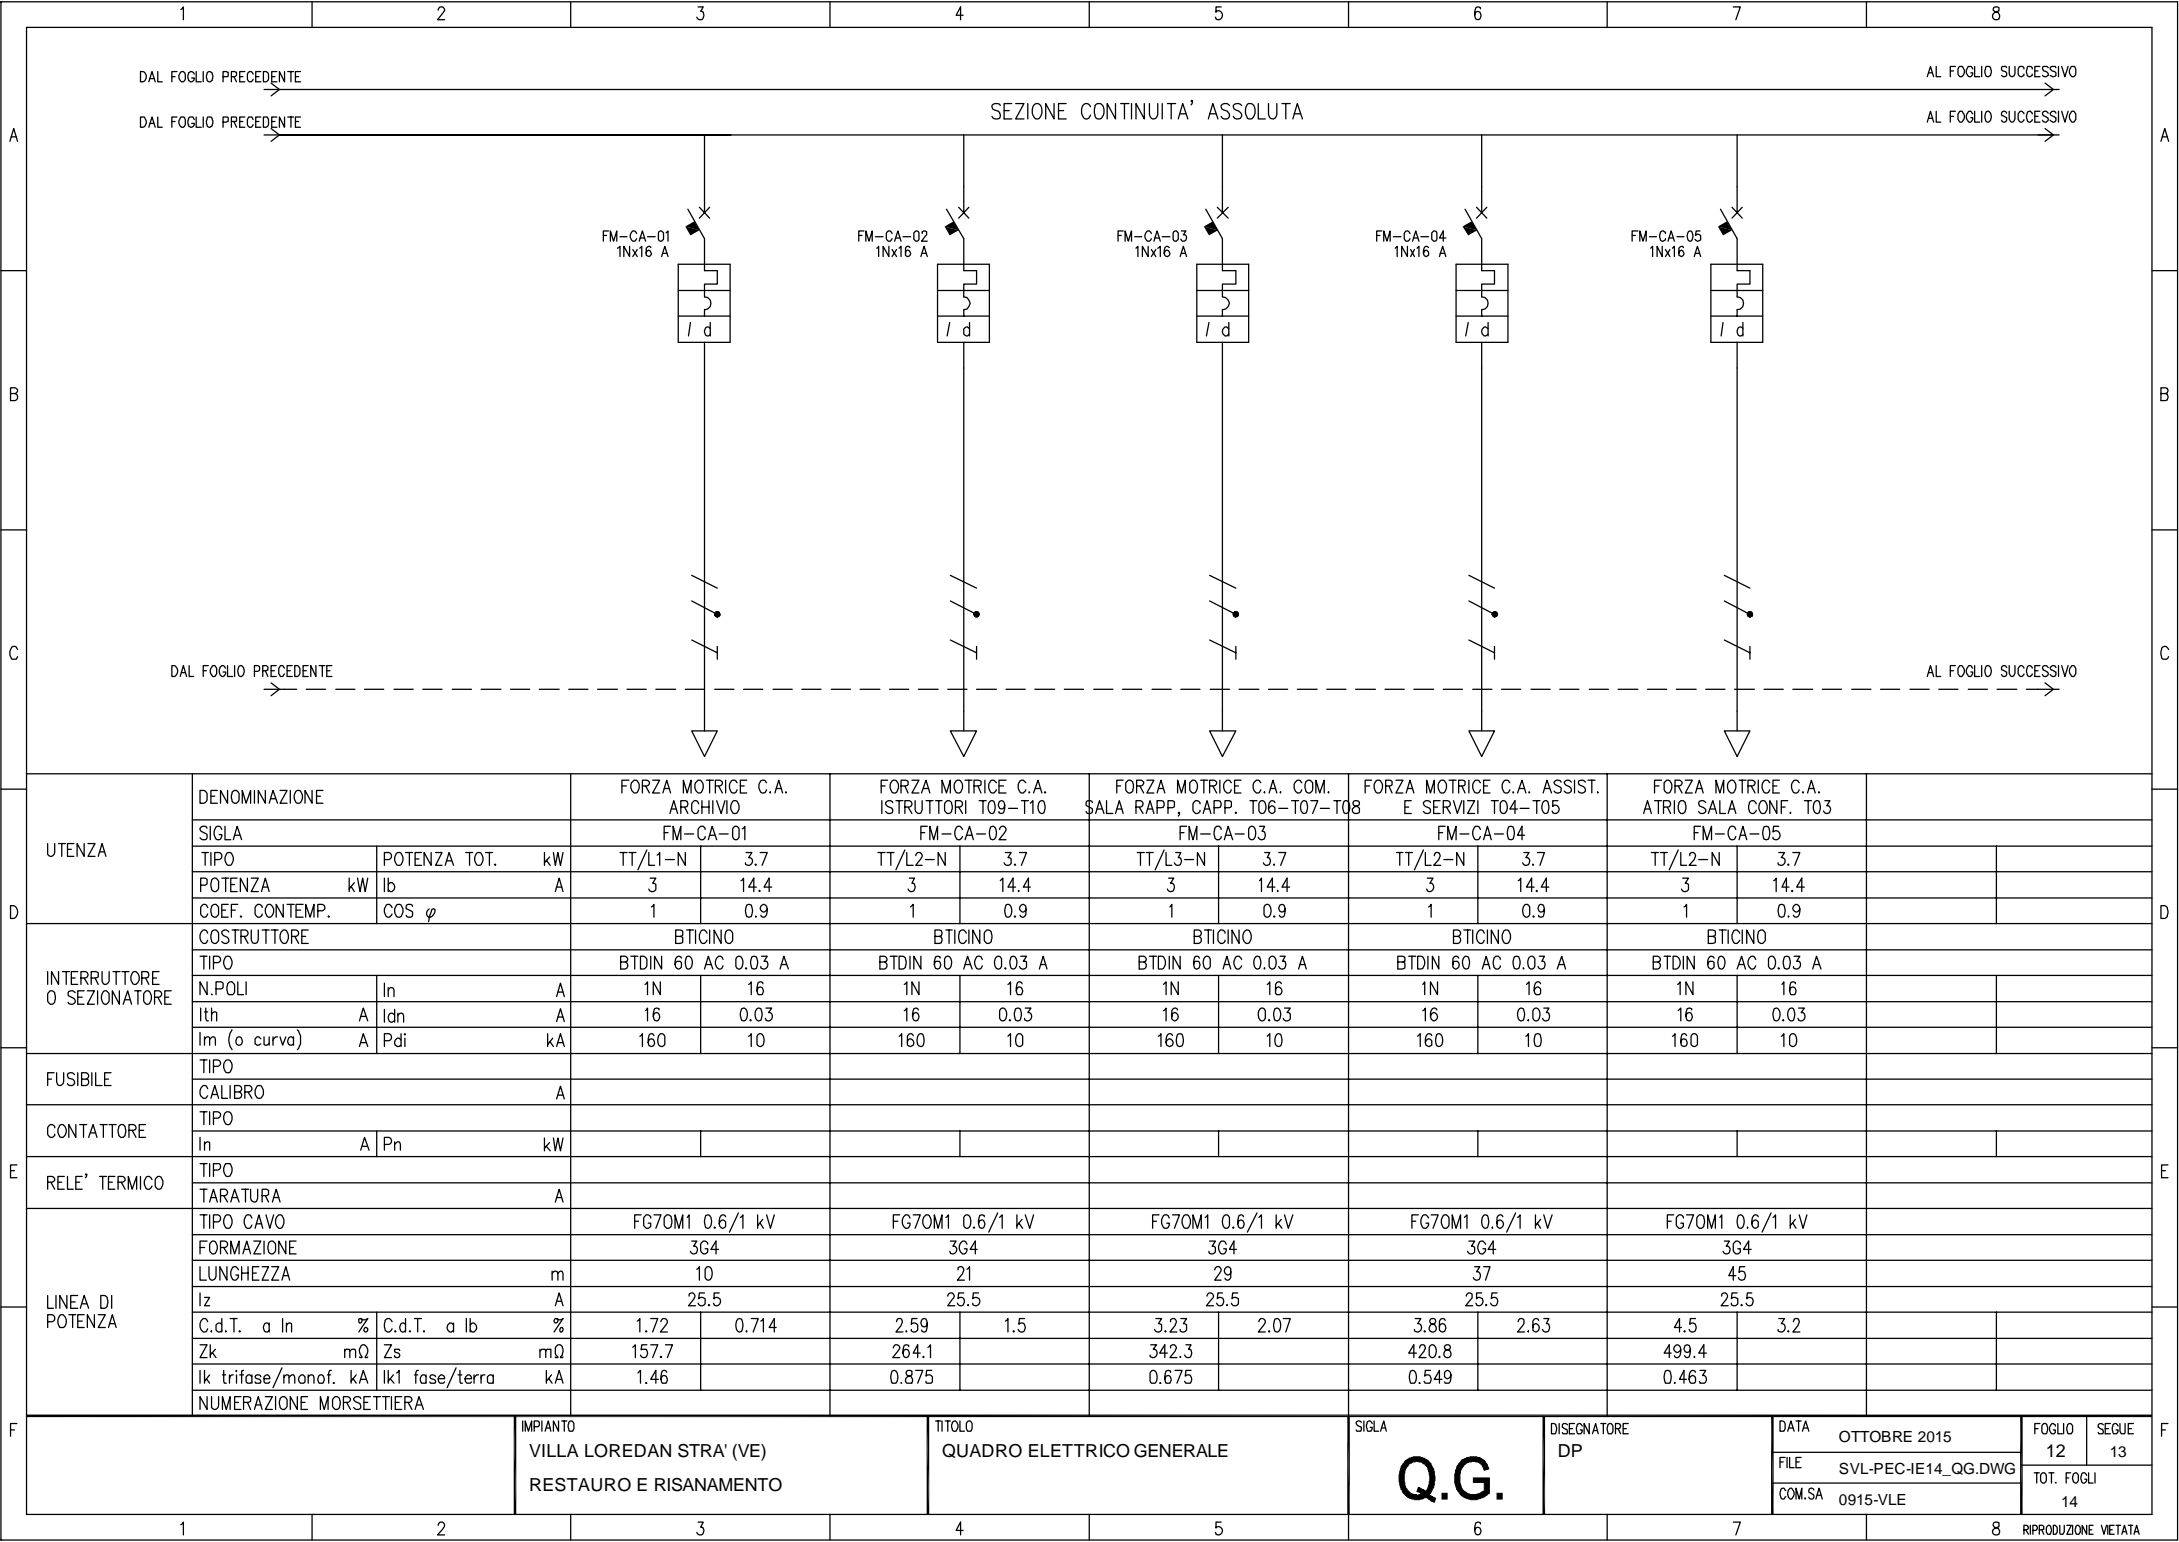 1 2 3 4 5 6 7 8
DAL FOGLIO PRECEDENTE
AL FOGLIO SUCCESSIVO
SEZIONE CONTINUITA' ASSOLUTA
DAL FOGLIO PRECEDENTE
AL FOGLIO SUCCESSIVO
A A
FM-CA-01 FM-CA-02 FM-CA-03 FM-CA-04 FM-CA-05
1Nx16 A 1Nx16 A 1Nx16 A 1Nx16 A 1Nx16 A
I d I d I d I d I d
B B
C C
DAL FOGLIO PRECEDENTE
AL FOGLIO SUCCESSIVO
UTENZA
DENOMINAZIONE
FORZA MOTRICE C.A. FORZA MOTRICE C.A. FORZA MOTRICE C.A. COM. FORZA MOTRICE C.A. ASSIST. FORZA MOTRICE C.A.
ARCHIVIO ISTRUTTORI T09-T10 SALA RAPP, CAPP. T06-T07-T08 E SERVIZI T04-T05 ATRIO SALA CONF. T03
SIGLA FM-CA-01 FM-CA-02 FM-CA-03 FM-CA-04 FM-CA-05
TIPO POTENZA TOT. kW TT/L1-N 3.7 TT/L2-N 3.7 TT/L3-N 3.7 TT/L2-N 3.7 TT/L2-N 3.7
POTENZA kW Ib A 3 14.4 3 14.4 3 14.4 3 14.4 3 14.4
D D
COEF. CONTEMP. COS φ 1 0.9 1 0.9 1 0.9 1 0.9 1 0.9
INTERRUTTORE
O SEZIONATORE
COSTRUTTORE BTICINO BTICINO BTICINO BTICINO BTICINO
TIPO BTDIN 60 AC 0.03 A BTDIN 60 AC 0.03 A BTDIN 60 AC 0.03 A BTDIN 60 AC 0.03 A BTDIN 60 AC 0.03 A
N.POLI In A 1N 16 1N 16 1N 16 1N 16 1N 16
Ith A Idn A 16 0.03 16 0.03 16 0.03 16 0.03 16 0.03
Im (o curva) A Pdi kA 160 10 160 10 160 10 160 10 160 10
FUSIBILE
TIPO
CALIBRO A
CONTATTORE
TIPO
In A Pn kW
E E
RELE' TERMICO
TIPO
TARATURA A
LINEA DI
POTENZA
TIPO CAVO FG7OM1 0.6/1 kV FG7OM1 0.6/1 kV FG7OM1 0.6/1 kV FG7OM1 0.6/1 kV FG7OM1 0.6/1 kV
FORMAZIONE 3G4 3G4 3G4 3G4 3G4
LUNGHEZZA m 10 21 29 37 45
Iz A 25.5 25.5 25.5 25.5 25.5
C.d.T. a In % C.d.T. a Ib % 1.72 0.714 2.59 1.5 3.23 2.07 3.86 2.63 4.5 3.2
Zk mΩ Zs mΩ 157.7 264.1 342.3 420.8 499.4
Ik trifase/monof. kA Ik1 fase/terra kA 1.46 0.875 0.675 0.549 0.463
NUMERAZIONE MORSETTIERA
F F
IMPIANTO
VILLA LOREDAN STRA' (VE)
RESTAURO E RISANAMENTO
TITOLO
QUADRO ELETTRICO GENERALE
SIGLA
Q.G.
DISEGNATORE
DP
DATA OTTOBRE 2015
FILE SVL-PEC-IE14_QG.DWG
COM.SA 0915-VLE
FOGLIO SEGUE
12 13
TOT. FOGLI
14
1 2 3 4 5 6 7 8
RIPRODUZIONE VIETATA